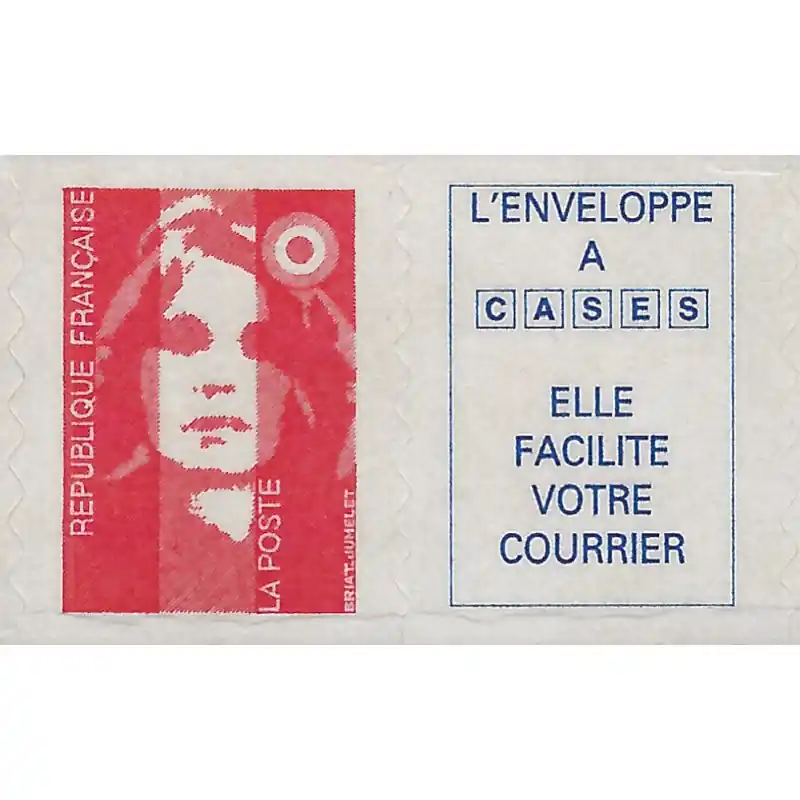 REPUBLIQUE FRANÇAISE
LA POSTE
BRIAT.JUMELET
L'ENVELOPPE
A
CASES
ELLE
FACILITE
VOTRE
COURRIER